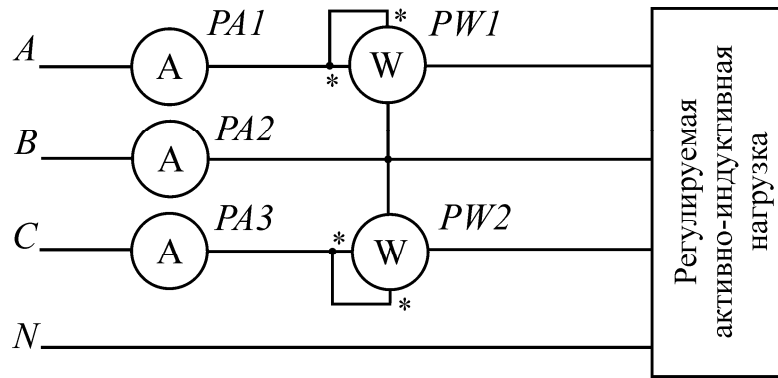 A
A
PA1
*
*
W
PW1
B
A
PA2
C
A
PA3
*
W
*
PW2
N
Регулируемая
активно-индуктивная
нагрузка